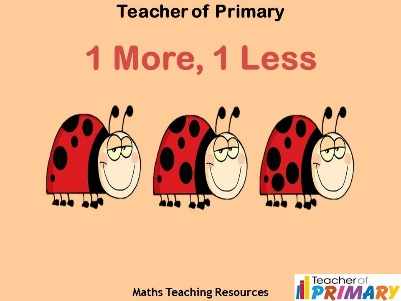 Teacher of Primary
1 More, 1 Less
Maths Teaching Resources
Teacher of
PRIMARY